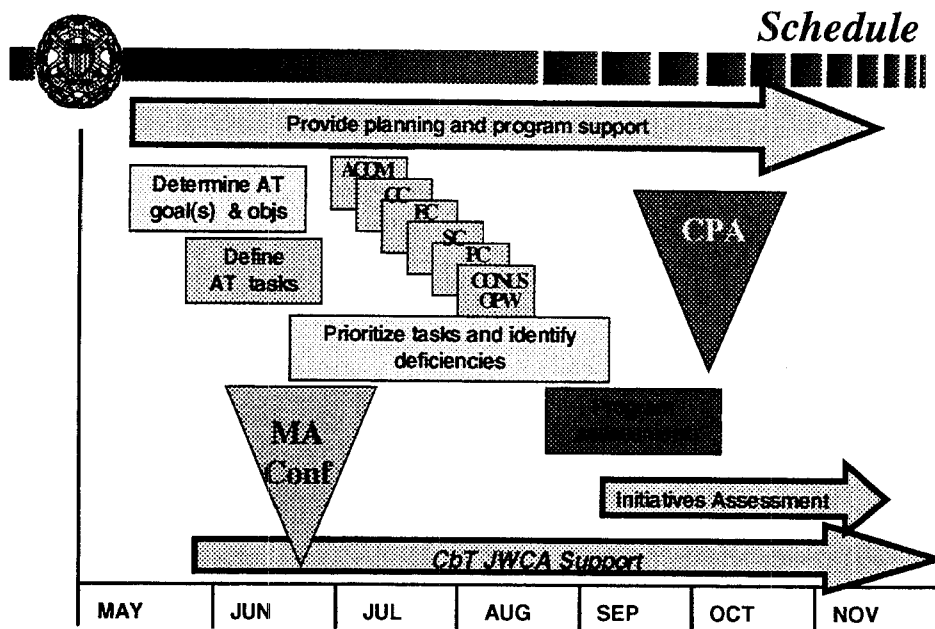 Schedule
Provide planning and program support
Determine AT
goal(s) & objs
ACOM
CC
EC
SC
PC
CONUS
OPW
CPA
Define
AT tasks
Prioritize tasks and identify
deficiencies
Program
MA
Conf
Initiatives Assessment
CbT JWCA Support
MAY JUN JUL AUG SEP OCT NOV